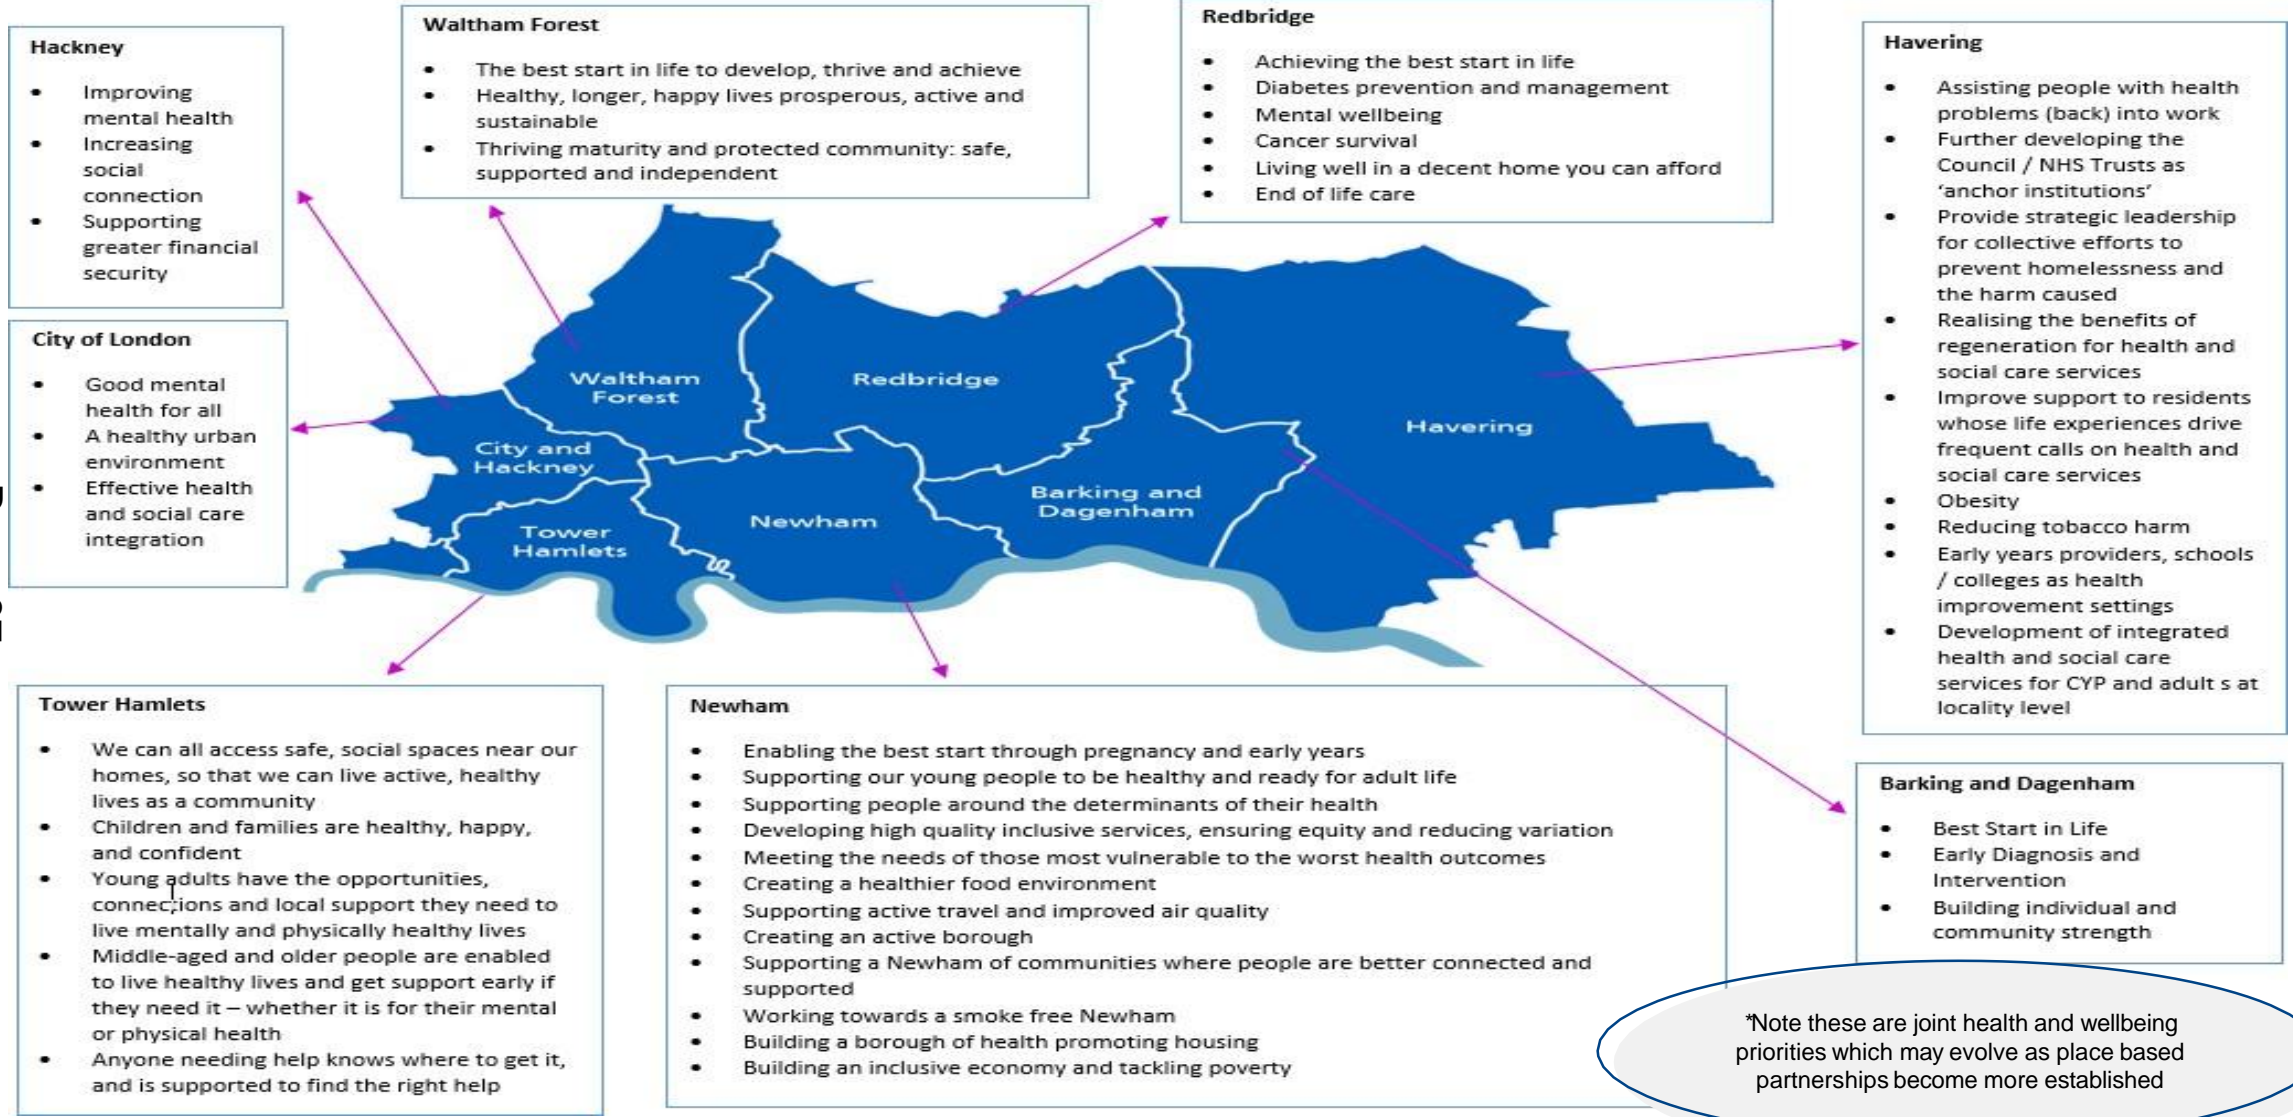 Hackney
• Improving
mental health
• Increasing
social
connection
• Supporting
greater financial
security
Waltham Forest
• The best start in life to develop, thrive and achieve
• Healthy, longer, happy lives prosperous, active and
sustainable
• Thriving maturity and protected community: safe,
supported and independent
Redbridge
• Achieving the best start in life
• Diabetes prevention and management
• Mental wellbeing
• Cancer survival
• Living well in a decent home you can afford
• End of life care
Havering
• Assisting people with health
problems (back) into work
• Further developing the
Council / NHS Trusts as
‘anchor institutions’
• Provide strategic leadership
for collective efforts to
prevent homelessness and
the harm caused
• Realising the benefits of
regeneration for health and
social care services
• Improve support to residents
whose life experiences drive
frequent calls on health and
social care services
• Obesity
• Reducing tobacco harm
• Early years providers, schools
/ colleges as health
improvement settings
• Development of integrated
health and social care
services for CYP and adult s at
locality level
City of London
• Good mental
health for all
• A healthy urban
environment
• Effective health
and social care
integration
Waltham
Forest
Redbridge
Havering
City and
Hackney
Barking and
Dagenham
Newham
Tower
Hamlets
Tower Hamlets
• We can all access safe, social spaces near our
homes, so that we can live active, healthy
lives as a community
• Children and families are healthy, happy,
and confident
• Young adults have the opportunities,
connections and local support they need to
live mentally and physically healthy lives
• Middle-aged and older people are enabled
to live healthy lives and get support early if
they need it – whether it is for their mental
or physical health
• Anyone needing help knows where to get it,
and is supported to find the right help
Newham
• Enabling the best start through pregnancy and early years
• Supporting our young people to be healthy and ready for adult life
• Supporting people around the determinants of their health
• Developing high quality inclusive services, ensuring equity and reducing variation
• Meeting the needs of those most vulnerable to the worst health outcomes
• Creating a healthier food environment
• Supporting active travel and improved air quality
• Creating an active borough
• Supporting a Newham of communities where people are better connected and
supported
• Working towards a smoke free Newham
• Building a borough of health promoting housing
• Building an inclusive economy and tackling poverty
Barking and Dagenham
• Best Start in Life
• Early Diagnosis and
Intervention
• Building individual and
community strength
*Note these are joint health and wellbeing
priorities which may evolve as place based
partnerships become more established